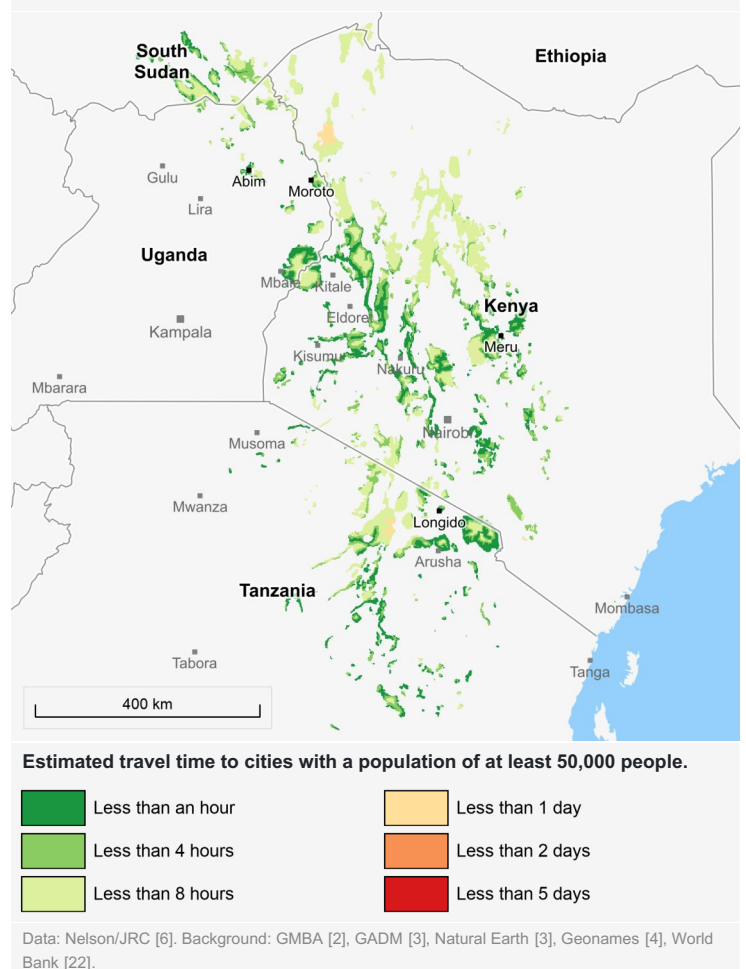 South
Sudan
Ethiopia
Gulu
Abim
Moroto
Lira
Uganda
Mbale
Kitale
Eldoret
Kenya
Kampala
Kisumu
Meru
Nakuru
Mbarara
Nairobi
Musoma
Mwanza
Longido
Arusha
Tanzania
Mombasa
Tabora
Tanga
400 km
Estimated travel time to cities with a population of at least 50,000 people.
Less than an hour
Less than 1 day
Less than 4 hours
Less than 2 days
Less than 8 hours
Less than 5 days
Data: Nelson/JRC [6]. Background: GMBA [2], GADM [3], Natural Earth [3], Geonames [4], World
Bank [22].